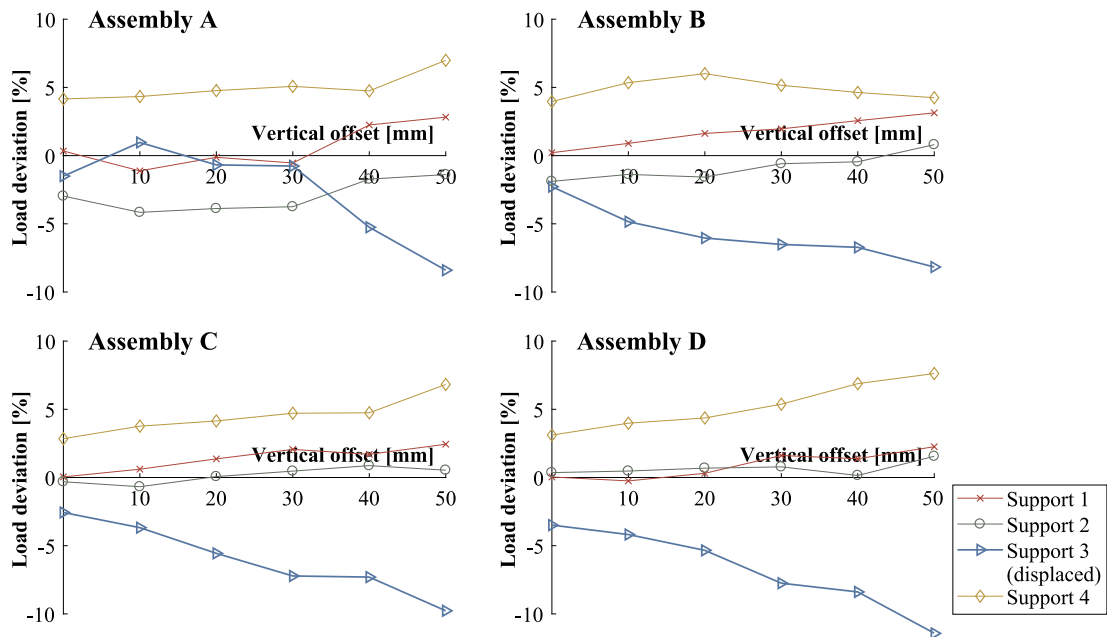 Assembly A
Load deviation [%]
10
5
0
-5
-10
Vertical offset [mm]
10 20 30 40 50
Assembly B
Load deviation [%]
10
5
0
-5
-10
Vertical offset [mm]
10 20 30 40 50
Assembly C
Load deviation [%]
10
5
0
-5
-10
Vertical offset [mm]
10 20 30 40 50
Assembly D
Load deviation [%]
10
5
0
-5
-10
Vertical offset [mm]
10 20 30 40 50
Support 1
Support 2
Support 3
(displaced)
Support 4